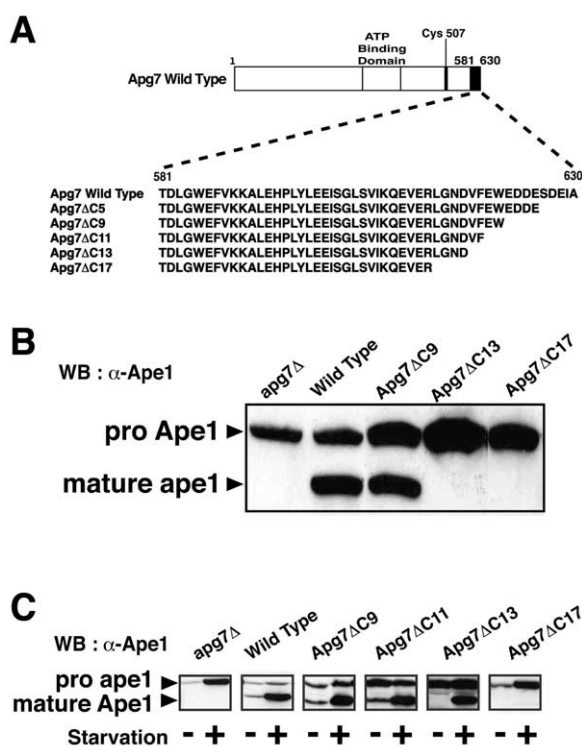 A
ATP
Binding
Domain
Cys 507
1
581 630
Apg7 Wild Type
581
630
Apg7 Wild Type TDLGWEFVKKALEHPLYLEEISGLSVIKQEVERLGNDVFEWEDDESDEIA
Apg7ΔC5 TDLGWEFVKKALEHPLYLEEISGLSVIKQEVERLGNDVFEWEDDE
Apg7ΔC9 TDLGWEFVKKALEHPLYLEEISGLSVIKQEVERLGNDVFEW
Apg7ΔC11 TDLGWEFVKKALEHPLYLEEISGLSVIKQEVERLGNDVF
Apg7ΔC13 TDLGWEFVKKALEHPLYLEEISGLSVIKQEVERLGND
Apg7ΔC17 TDLGWEFVKKALEHPLYLEEISGLSVIKQEVER
B
WB : α-Ape1
apg7Δ
Wild Type
Apg7ΔC9
Apg7ΔC13
Apg7ΔC17
pro Ape1
mature ape1
C
WB : α-Ape1
apg7Δ
Wild Type
Apg7ΔC9
Apg7ΔC11
Apg7ΔC13
Apg7ΔC17
pro ape1
mature Ape1
Starvation - + - + - + - + - + - +